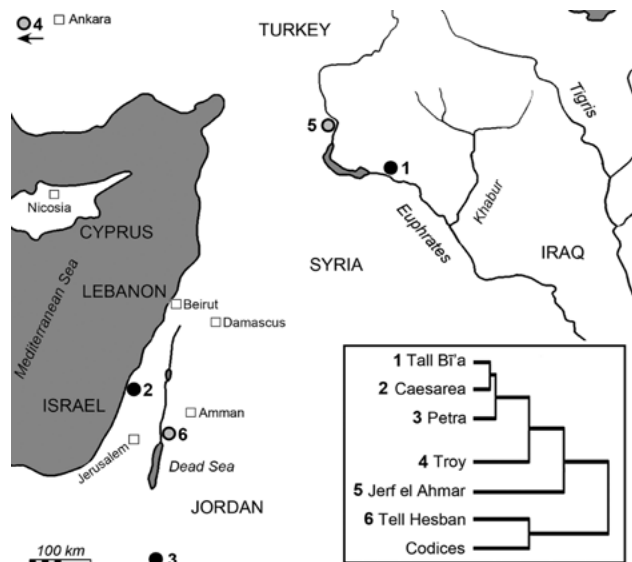 4 Ankara
TURKEY
5
1
Tigris
Khabur
Euphrates
Nicosia
CYPRUS
SYRIA
IRAQ
Mediterranean Sea
LEBANON
Beirut
Damascus
2
ISRAEL
Amman
6
Jerusalem
Dead Sea
JORDAN
100 km
3
1 Tall Bī'a
2 Caesarea
3 Petra
4 Troy
5 Jerf el Ahmar
6 Tell Hesban
Codices